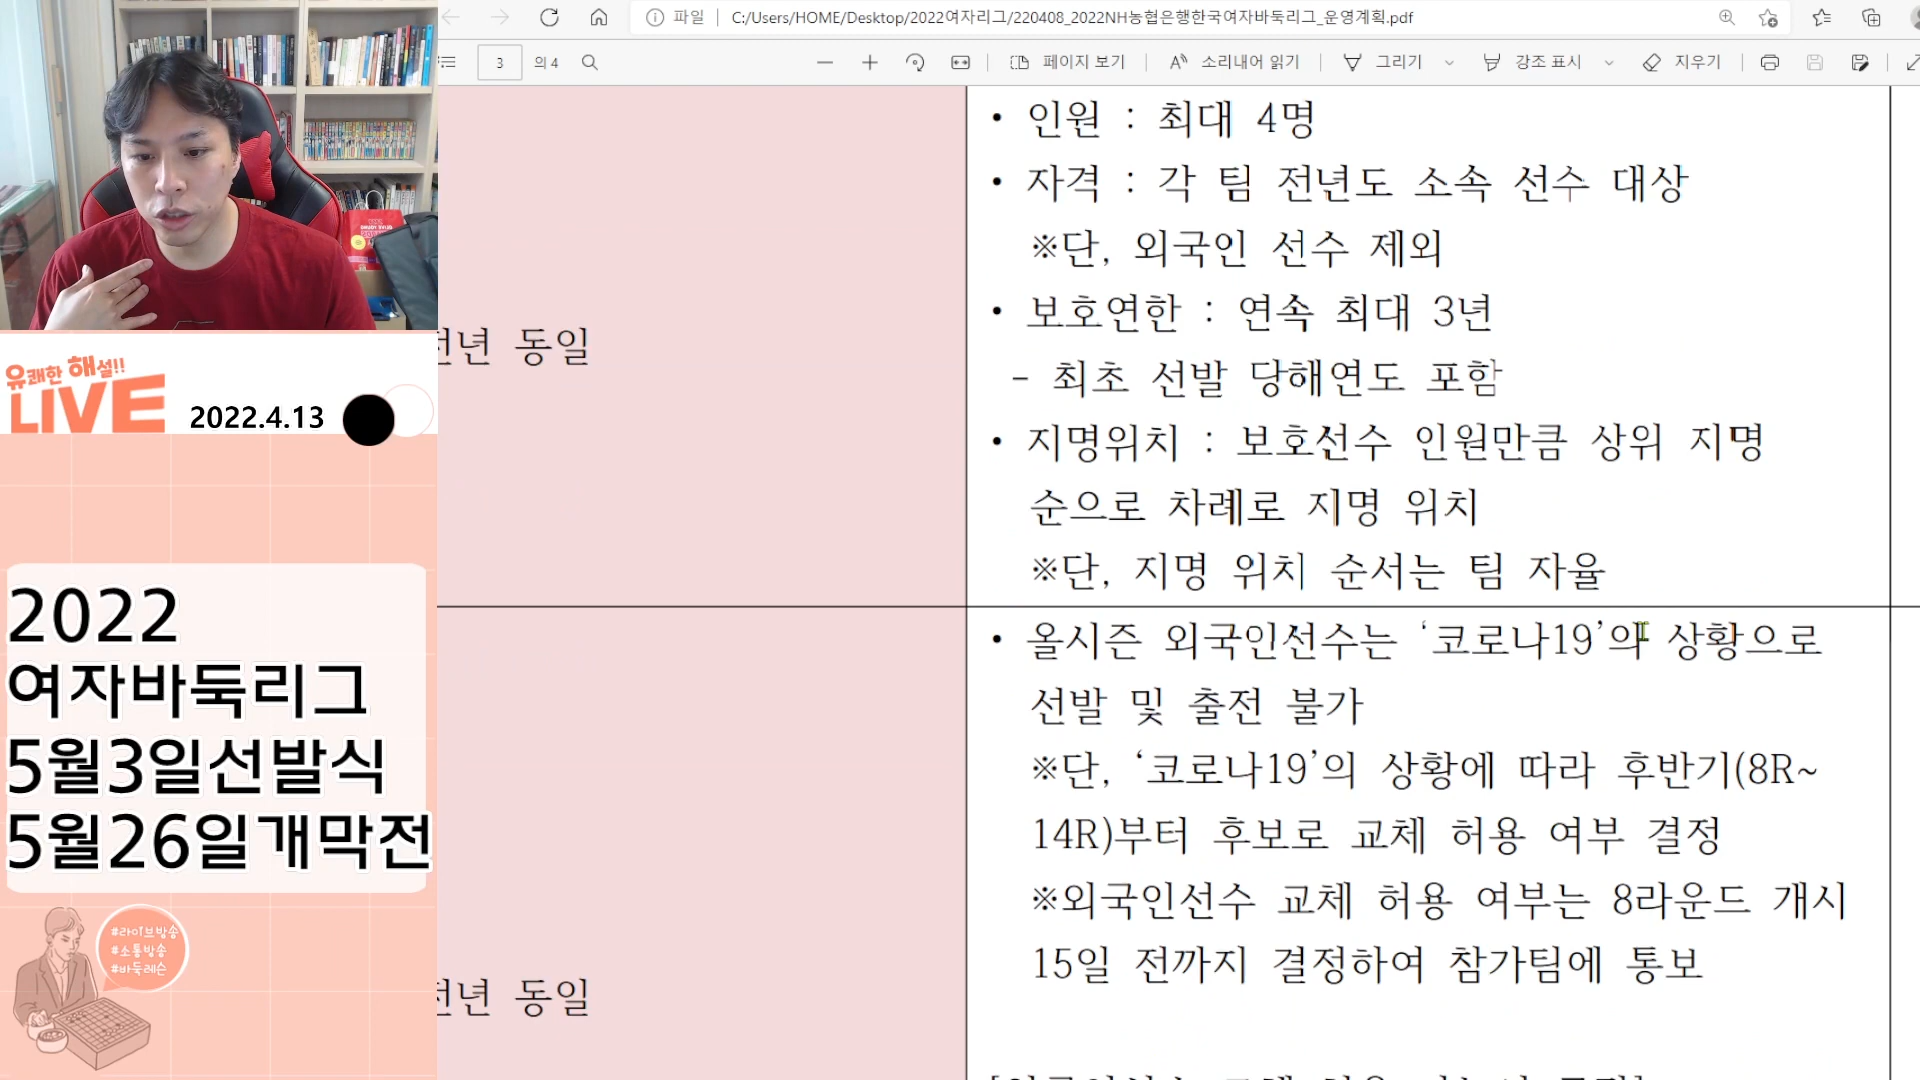 파일
C:/Users/HOME/Desktop/2022여자리그/220408_2022NH농협은행한국여자바둑리그_운영계획.pdf
3 의 4
페이지 보기
소리내어 읽기
그리기
강조 표시
지우기
• 인원 : 최대 4명
• 자격 : 각 팀 전년도 소속 선수 대상
※단, 외국인 선수 제외
• 보호연한 : 연속 최대 3년
- 최초 선발 당해연도 포함
• 지명위치 : 보호선수 인원만큼 상위 지명
순으로 차례로 지명 위치
※단, 지명 위치 순서는 팀 자율
전년 동일
• 올시즌 외국인선수는 ‘코로나19’의 상황으로
선발 및 출전 불가
※단, ‘코로나19’의 상황에 따라 후반기(8R~
14R)부터 후보로 교체 허용 여부 결정
※외국인선수 교체 허용 여부는 8라운드 개시
15일 전까지 결정하여 참가팀에 통보
전년 동일
유쾌한 해설!!
LIVE
2022.4.13
2022
여자바둑리그
5월3일선발식
5월26일개막전
#라이브방송
#소통방송
#바둑레슨